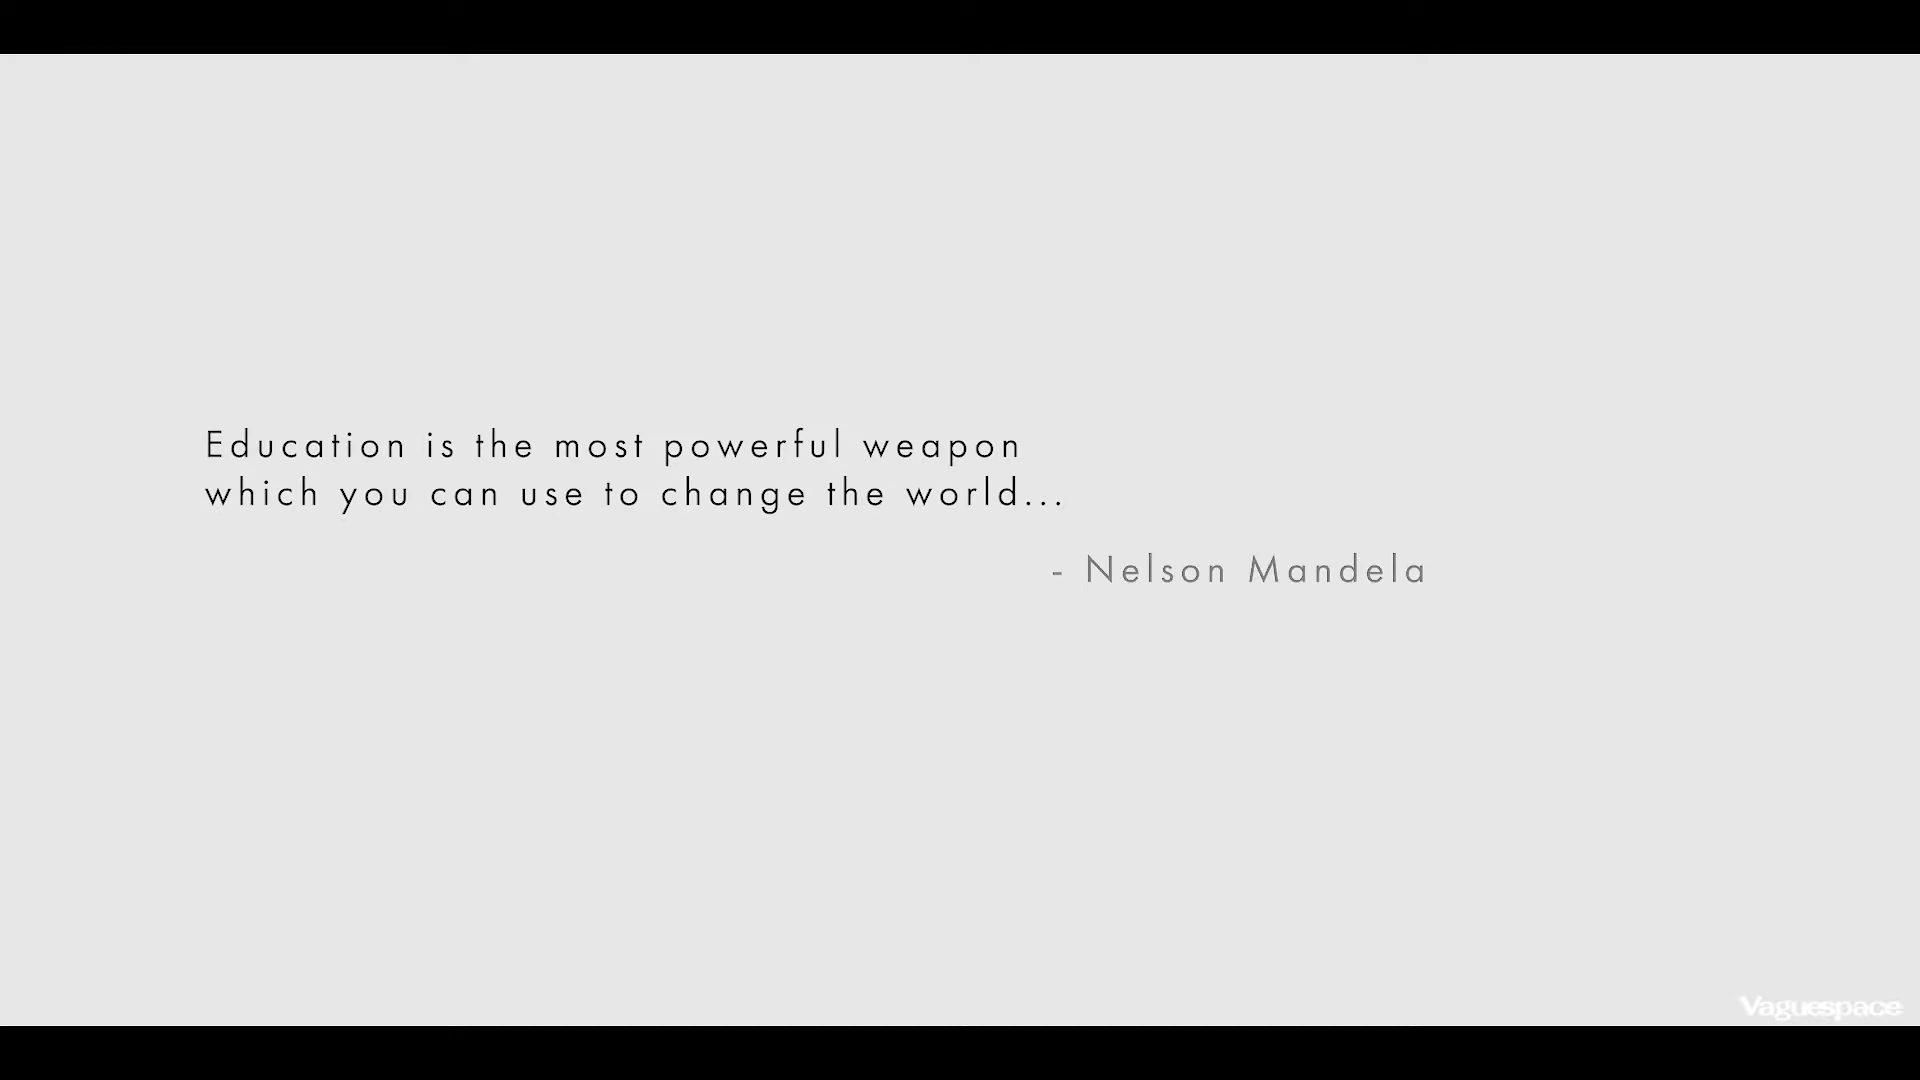 Education is the most powerful weapon
which you can use to change the world...
- Nelson Mandela
Vaguespace